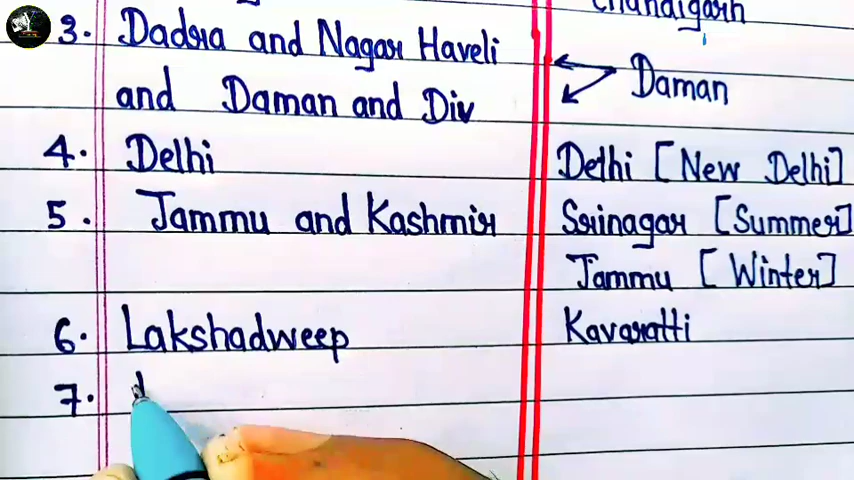 Chandigarh
3. Dadra and Nagar Haveli
and Daman and Div
Daman
4. Delhi Delhi [New Delhi]
5. Jammu and Kashmir Srinagar [Summer]
Jammu [Winter]
6. Lakshadweep Kavaratti
7.